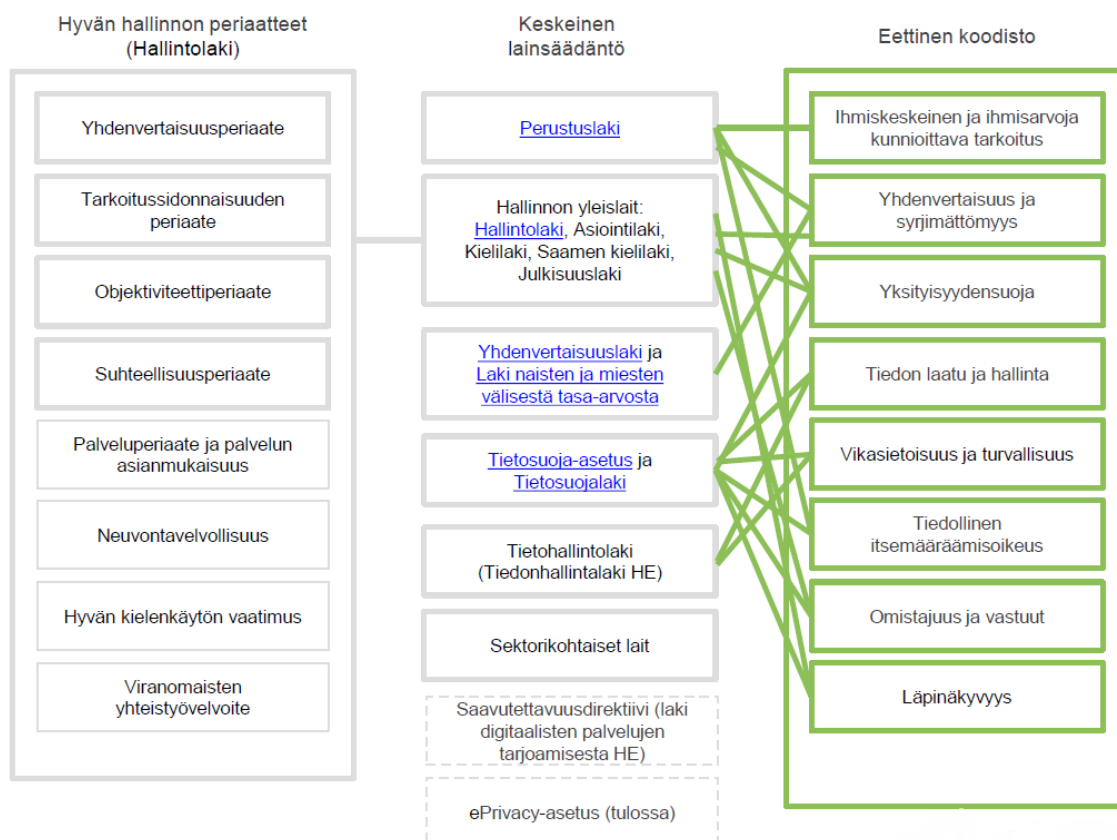 Hyvän hallinnon periaatteet
(Hallintolaki)
Yhdenvertaisuusperiaate
Tarkoitussidonnaisuuden
periaate
Objektiviteettiperiaate
Suhteellisuusperiaate
Palveluperiaate ja palvelun
asianmukaisuus
Neuvontavelvollisuus
Hyvän kielenkäytön vaatimus
Viranomaisten
yhteistyövelvoite
Keskeinen
lainsäädäntö
Perustuslaki
Hallinnon yleislait:
Hallintolaki, Asiointilaki,
Kielilaki, Saamen kielilaki,
Julkisuuslaki
Yhdenvertaisuuslaki ja
Laki naisten ja miesten
välisestä tasa-arvosta
Tietosuoja-asetus ja
Tietosuojalaki
Tietohallintolaki
(Tiedonhallintalaki HE)
Sektorikohtaiset lait
Saavutettavuusdirektiivi (laki
digitaalisten palvelujen
tarjoamisesta HE)
ePrivacy-asetus (tulossa)
Eettinen koodisto
Ihmiskeskeinen ja ihmisarvoja
kunnioittava tarkoitus
Yhdenvertaisuus ja
syrjimättömyys
Yksityisyydensuoja
Tiedon laatu ja hallinta
Vikasietoisuus ja turvallisuus
Tiedollinen
itsemääräämisoikeus
Omistajuus ja vastuut
Läpinäkyvyys